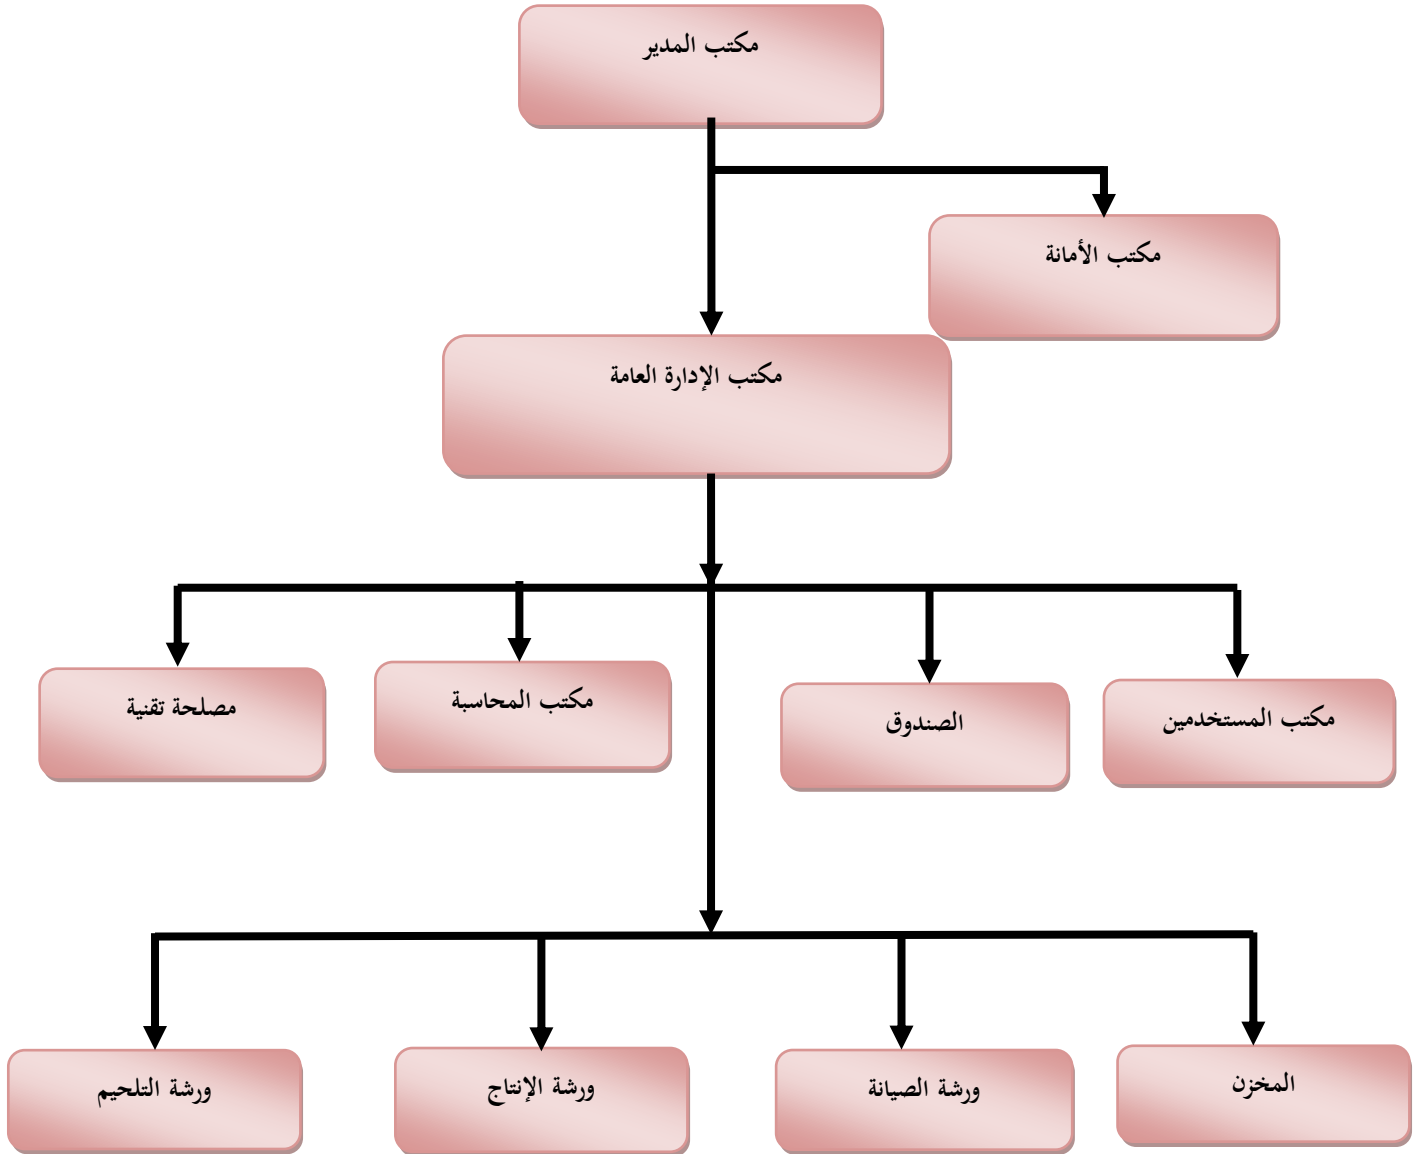 مكتب المدير
مكتب الأمانة
مكتب الإدارة العامة
مكتب المستخدمين
الصندوق
مكتب المحاسبة
مصلحة تقنية
المخزن
ورشة الصيانة
ورشة الإنتاج
ورشة التلحيم